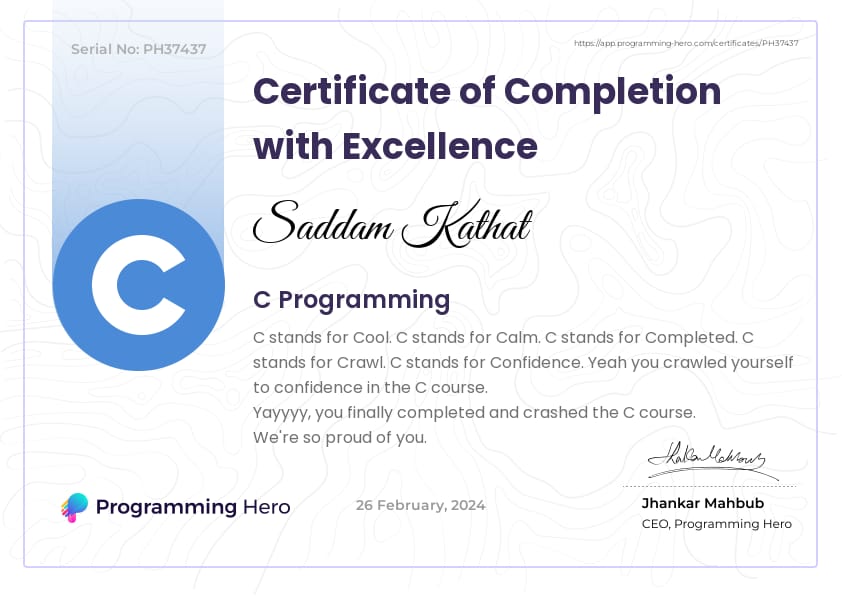 Serial No: PH37437
https://app.programming-hero.com/certificates/PH37437
Certificate of Completion
with Excellence
Saddam Kathat
C Programming
C stands for Cool. C stands for Calm. C stands for Completed. C
stands for Crawl. C stands for Confidence. Yeah you crawled yourself
to confidence in the C course.
Yayyyy, you finally completed and crashed the C course.
We're so proud of you.
Programming Hero
26 February, 2024
Jhankar Mahbub
CEO, Programming Hero